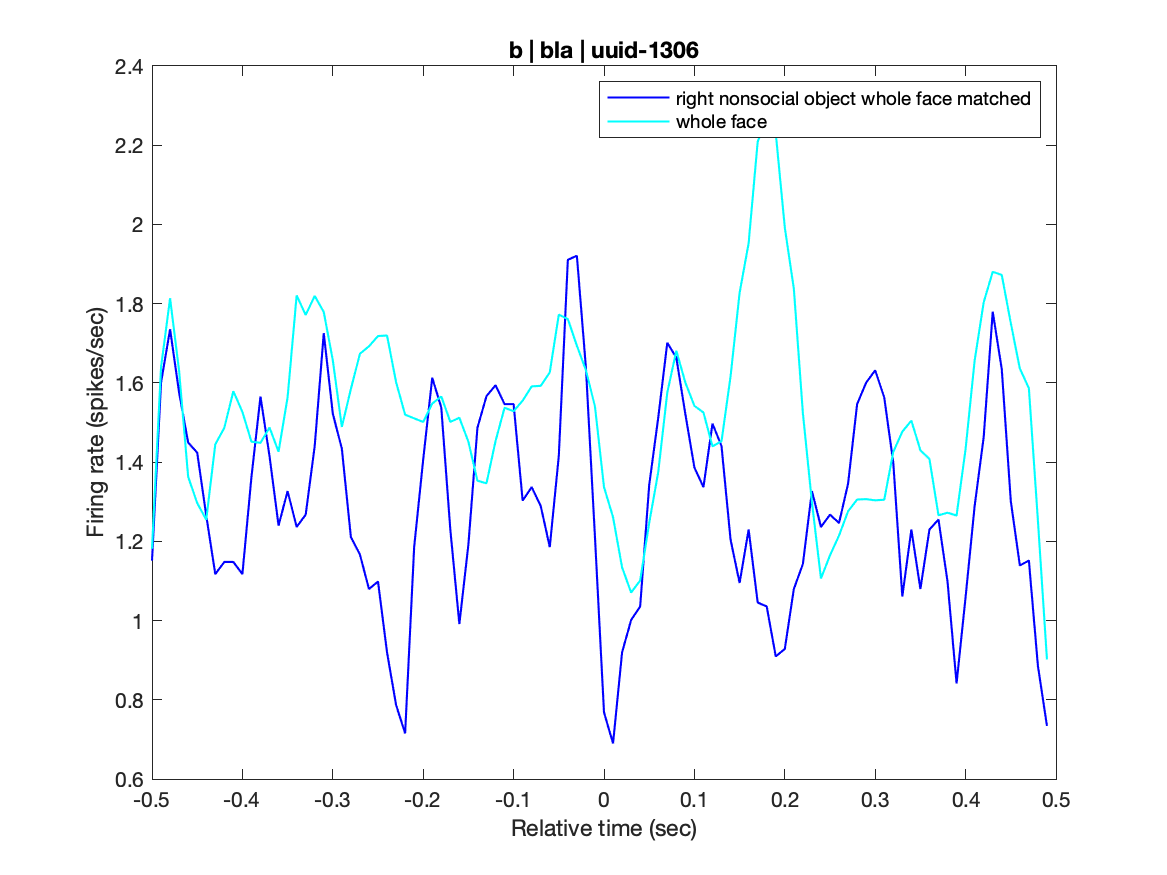 b | bla | uuid-1306
right nonsocial object whole face matched
whole face
Firing rate (spikes/sec)
2.4
2.2
2
1.8
1.6
1.4
1.2
1
0.8
0.6
-0.5 -0.4 -0.3 -0.2 -0.1 0 0.1 0.2 0.3 0.4 0.5
Relative time (sec)